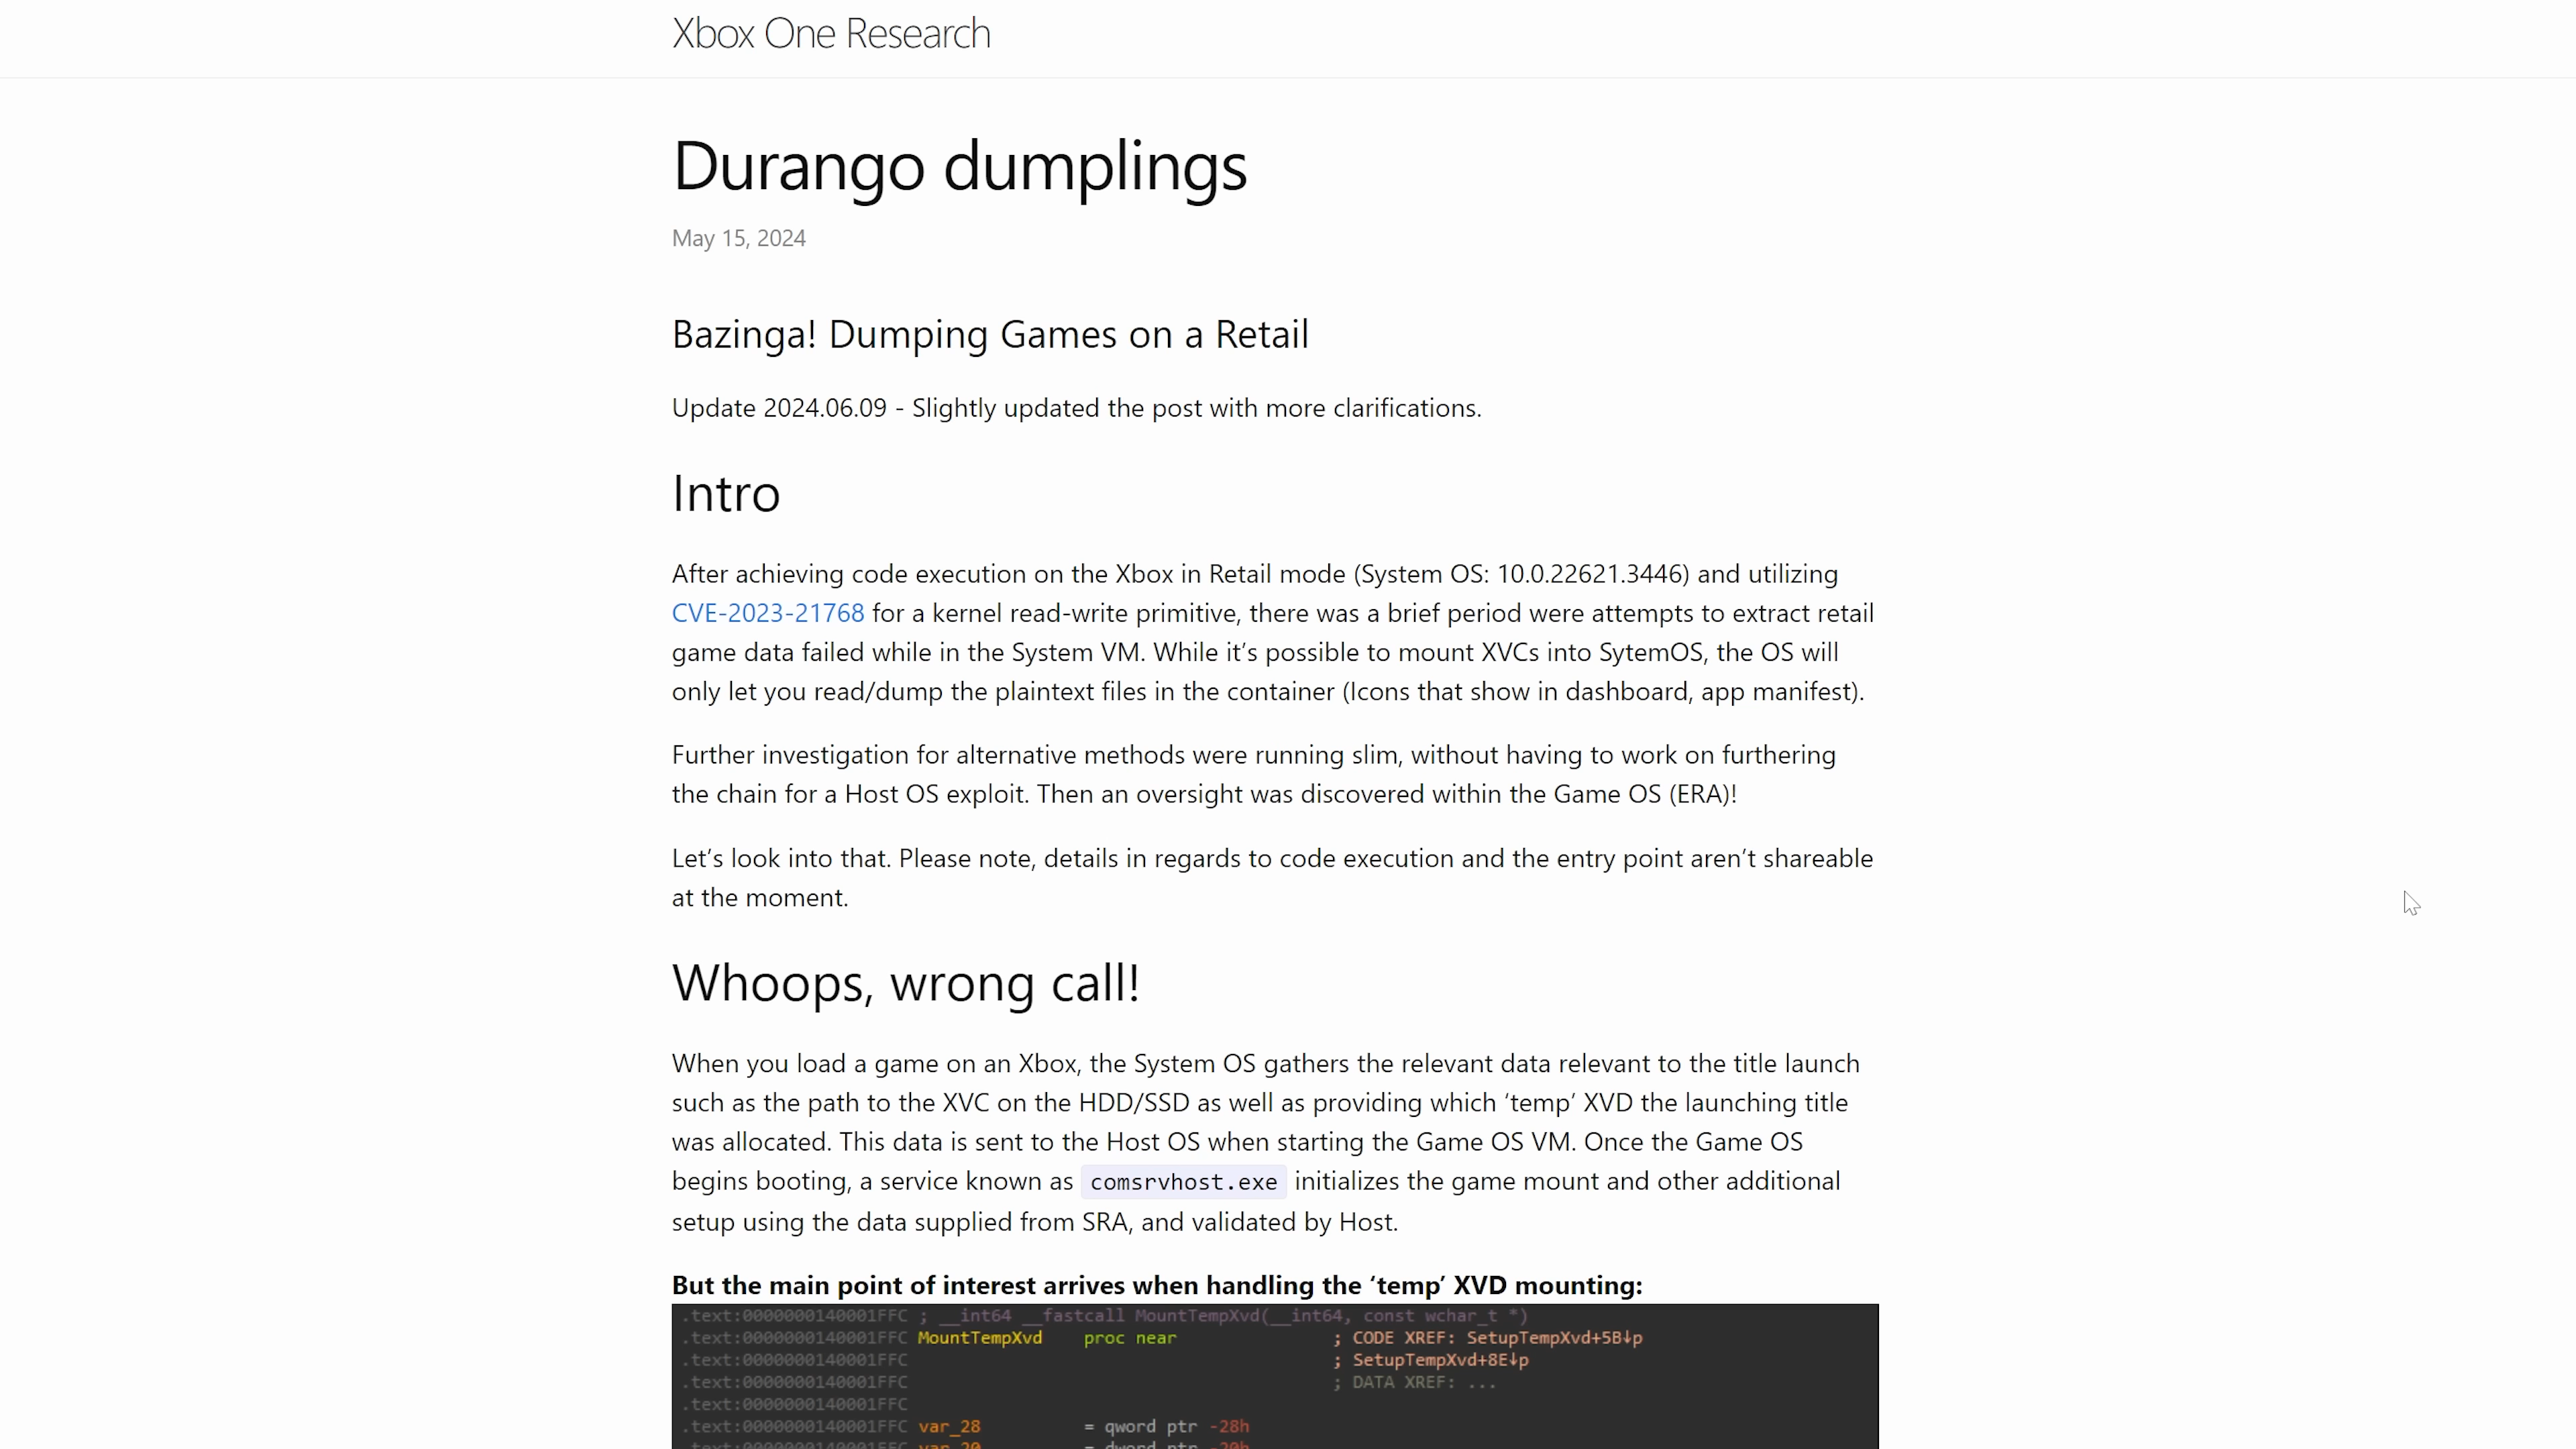 Xbox One Research
Durango dumplings
May 15, 2024
Bazinga! Dumping Games on a Retail
Update 2024.06.09 - Slightly updated the post with more clarifications.
Intro
After achieving code execution on the Xbox in Retail mode (System OS: 10.0.22621.3446) and utilizing
CVE-2023-21768 for a kernel read-write primitive, there was a brief period were attempts to extract retail
game data failed while in the System VM. While it’s possible to mount XVCs into SytemOS, the OS will
only let you read/dump the plaintext files in the container (Icons that show in dashboard, app manifest).
Further investigation for alternative methods were running slim, without having to work on furthering
the chain for a Host OS exploit. Then an oversight was discovered within the Game OS (ERA)!
Let’s look into that. Please note, details in regards to code execution and the entry point aren’t shareable
at the moment.
Whoops, wrong call!
When you load a game on an Xbox, the System OS gathers the relevant data relevant to the title launch
such as the path to the XVC on the HDD/SSD as well as providing which ‘temp’ XVD the launching title
was allocated. This data is sent to the Host OS when starting the Game OS VM. Once the Game OS
begins booting, a service known as comsrvhost.exe initializes the game mount and other additional
setup using the data supplied from SRA, and validated by Host.
But the main point of interest arrives when handling the ‘temp’ XVD mounting:
.text:0000000140001FFC ; __int64 __fastcall MountTempXvd(__int64, const wchar_t *)
.text:0000000140001FFC MountTempXvd proc near ; CODE XREF: SetupTempXvd+5B↓p
.text:0000000140001FFC ; SetupTempXvd+8E↓p
.text:0000000140001FFC ; DATA XREF: ...
.text:0000000140001FFC
.text:0000000140001FFC var_28 = qword ptr -28h